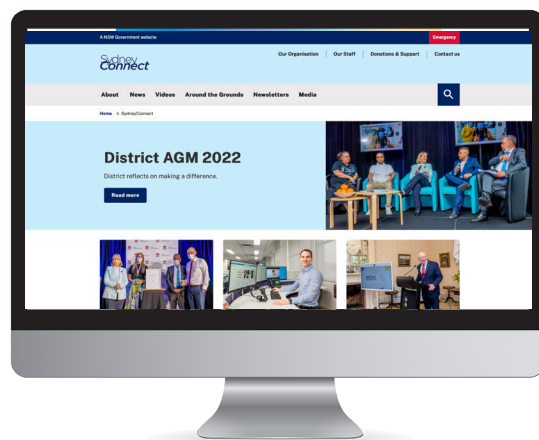 A NSW Government website
Emergency
Our Organisation
Our Staff
Donations & Support
Contact us
Sydney
Connect
About
News
Videos
Around the Grounds
Newsletters
Media
Home > SydneyConnect
District AGM 2022
District reflects on making a difference.
Read more